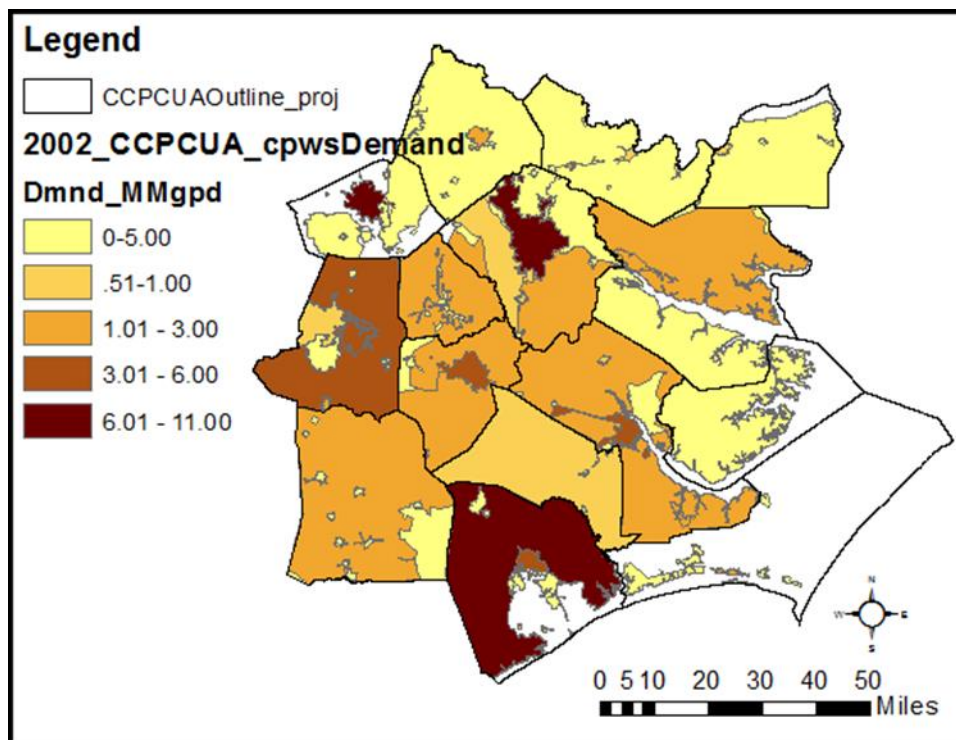 Legend
CCPCUAOutline_proj
2002_CCPCUA_cpwsDemand
Dmnd_MMgpd
0-5.00
.51-1.00
1.01 - 3.00
3.01 - 6.00
6.01 - 11.00
N
W E
S
0 5 10 20 30 40 50
Miles